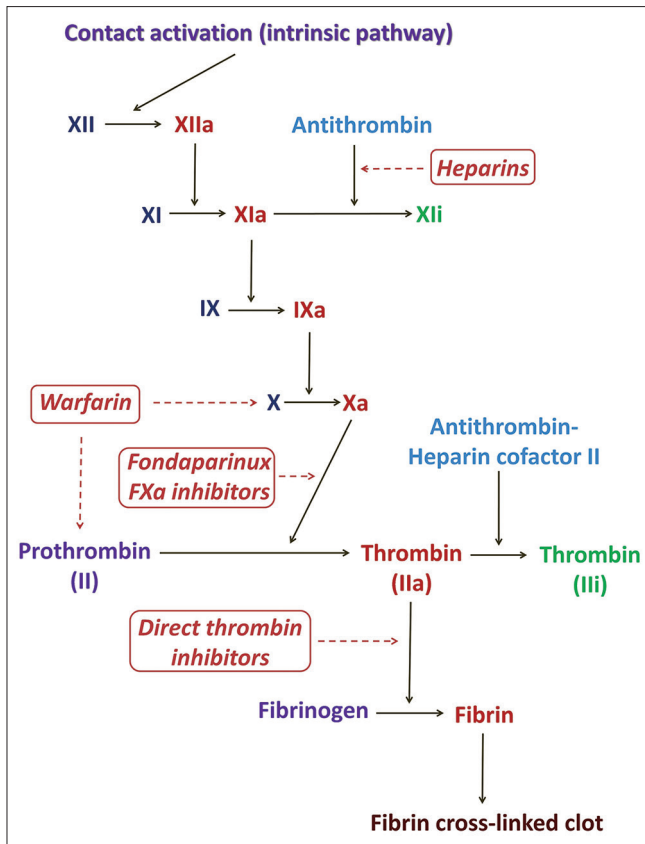 Contact activation (intrinsic pathway)
XII XIIa Antithrombin
Heparins
XI XIa XIi
IX IXa
Warfarin X Xa
Antithrombin-
Heparin cofactor II
Fondaparinux
FXa inhibitors
Prothrombin Thrombin Thrombin
(II) (IIa) (IIi)
Direct thrombin
inhibitors
Fibrinogen Fibrin
Fibrin cross-linked clot